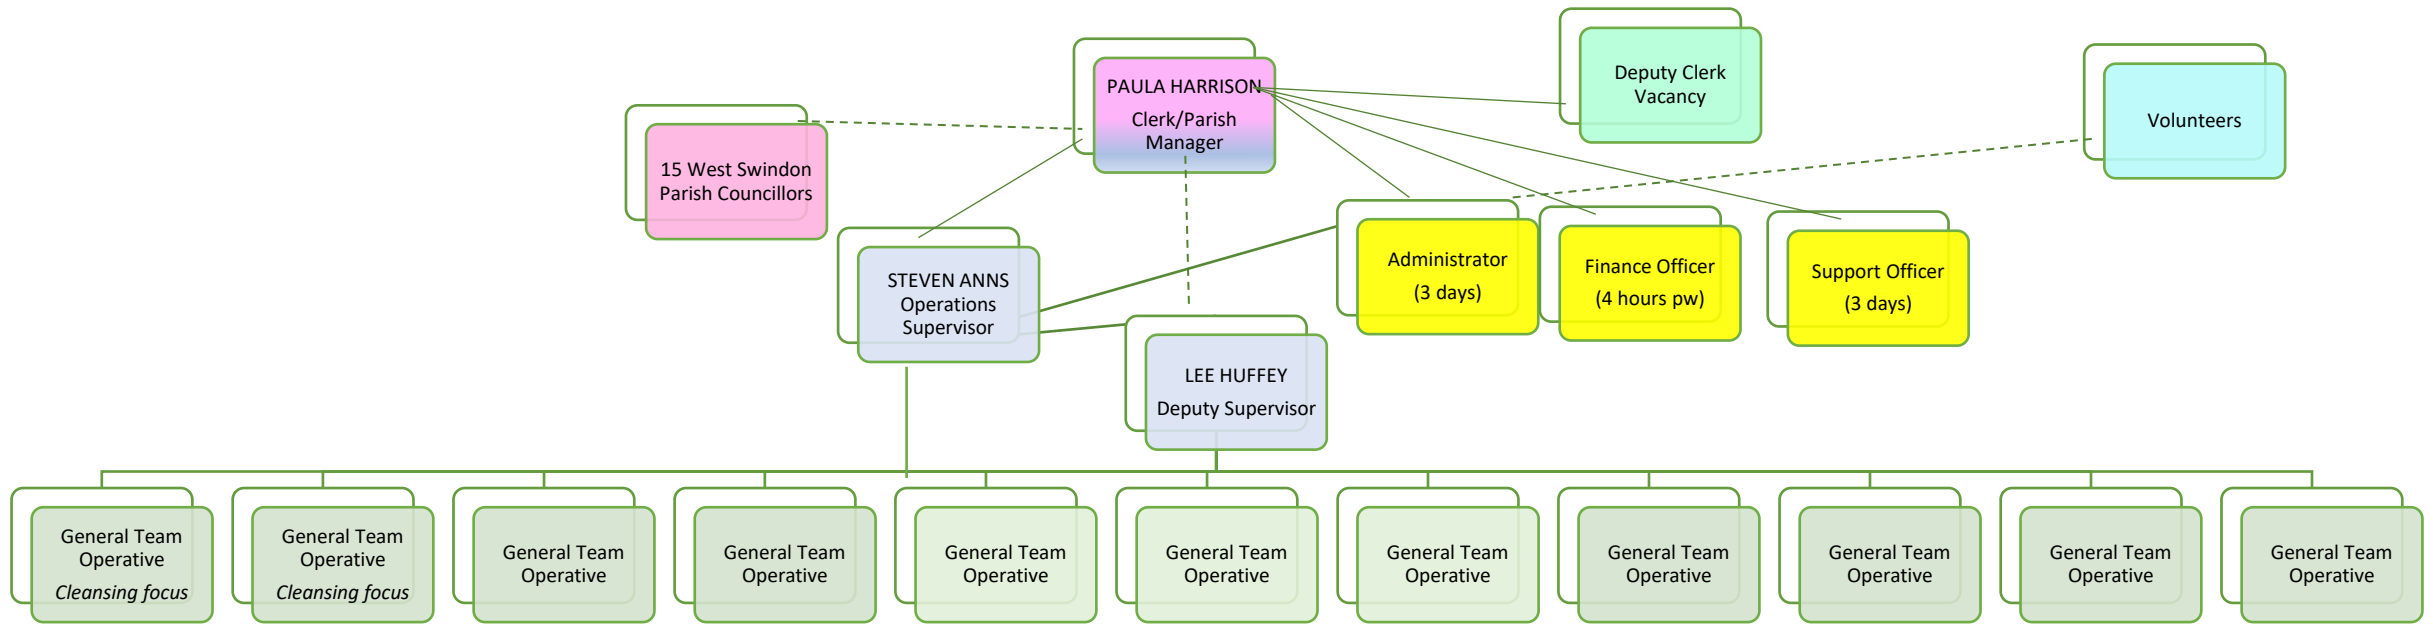 PAULA HARRISON
Clerk/Parish
Manager
Deputy Clerk
Vacancy
Volunteers
15 West Swindon
Parish Councillors
STEVEN ANNS
Operations
Supervisor
Administrator
(3 days)
Finance Officer
(4 hours pw)
Support Officer
(3 days)
LEE HUFFEY
Deputy Supervisor
General Team
Operative
Cleansing focus
General Team
Operative
Cleansing focus
General Team
Operative
General Team
Operative
General Team
Operative
General Team
Operative
General Team
Operative
General Team
Operative
General Team
Operative
General Team
Operative
General Team
Operative